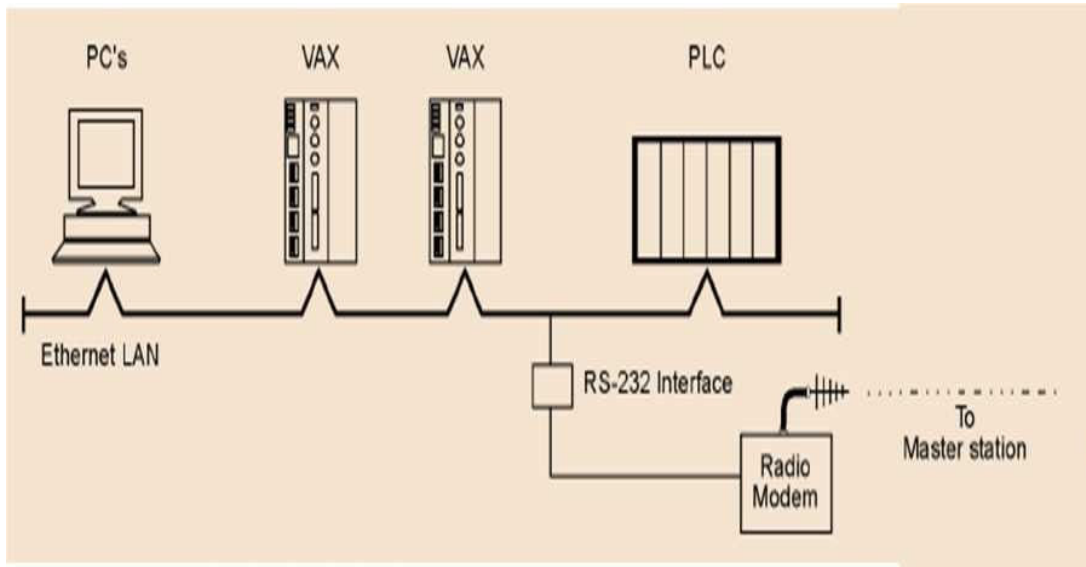 PC's
VAX
VAX
PLC
Ethernet LAN
RS-232 Interface
To
Master station
Radio
Modem